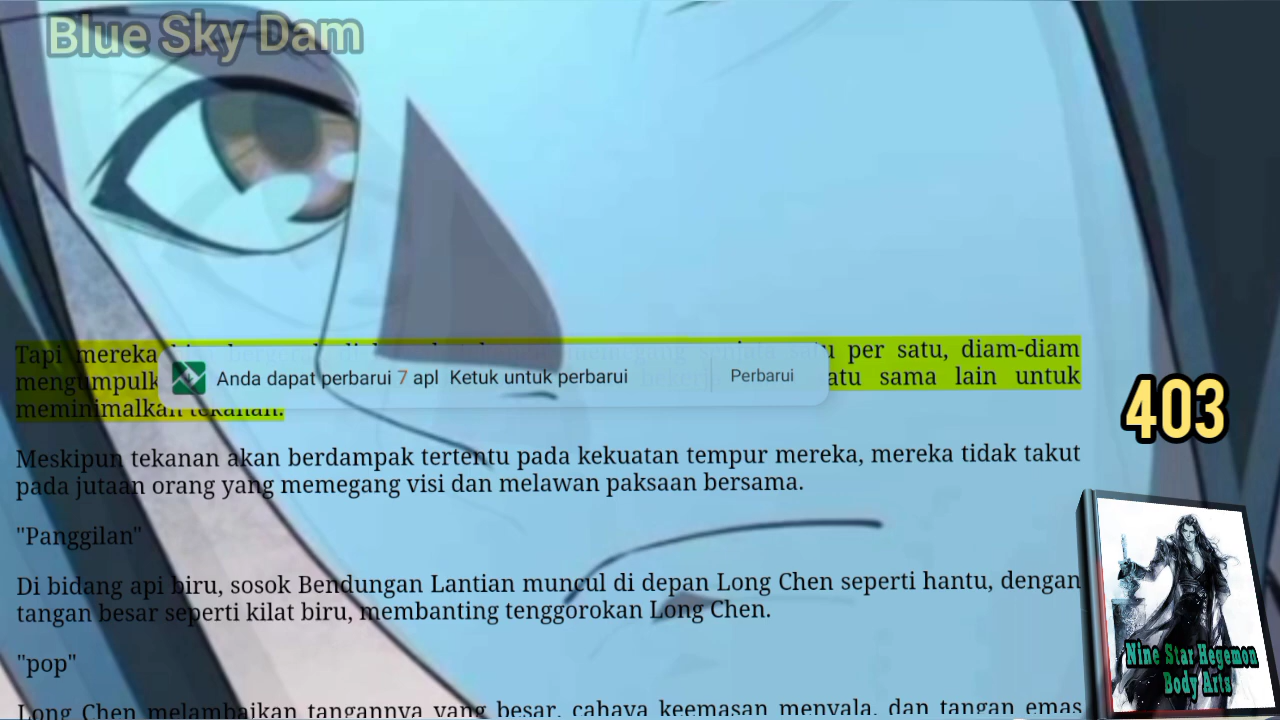 Blue Sky Dam
Tapi mereka per satu, diam-diam
Anda dapat perbarui 7 apl Ketuk untuk perbarui Perbarui
satu sama lain untuk
meminimalkan tekanan.
403
Meskipun tekanan akan berdampak tertentu pada kekuatan tempur mereka, mereka tidak takut
pada jutaan orang yang memegang visi dan melawan paksaan bersama.
"Panggilan"
Di bidang api biru, sosok Bendungan Lantian muncul di depan Long Chen seperti hantu, dengan
tangan besar seperti kilat biru, membanting tenggorokan Long Chen.
"pop"
Long Chen melambaikan tangannya yang besar, cahaya keemasan menyala, dan tangan emas
Nine Star Hegemon
Body Arts